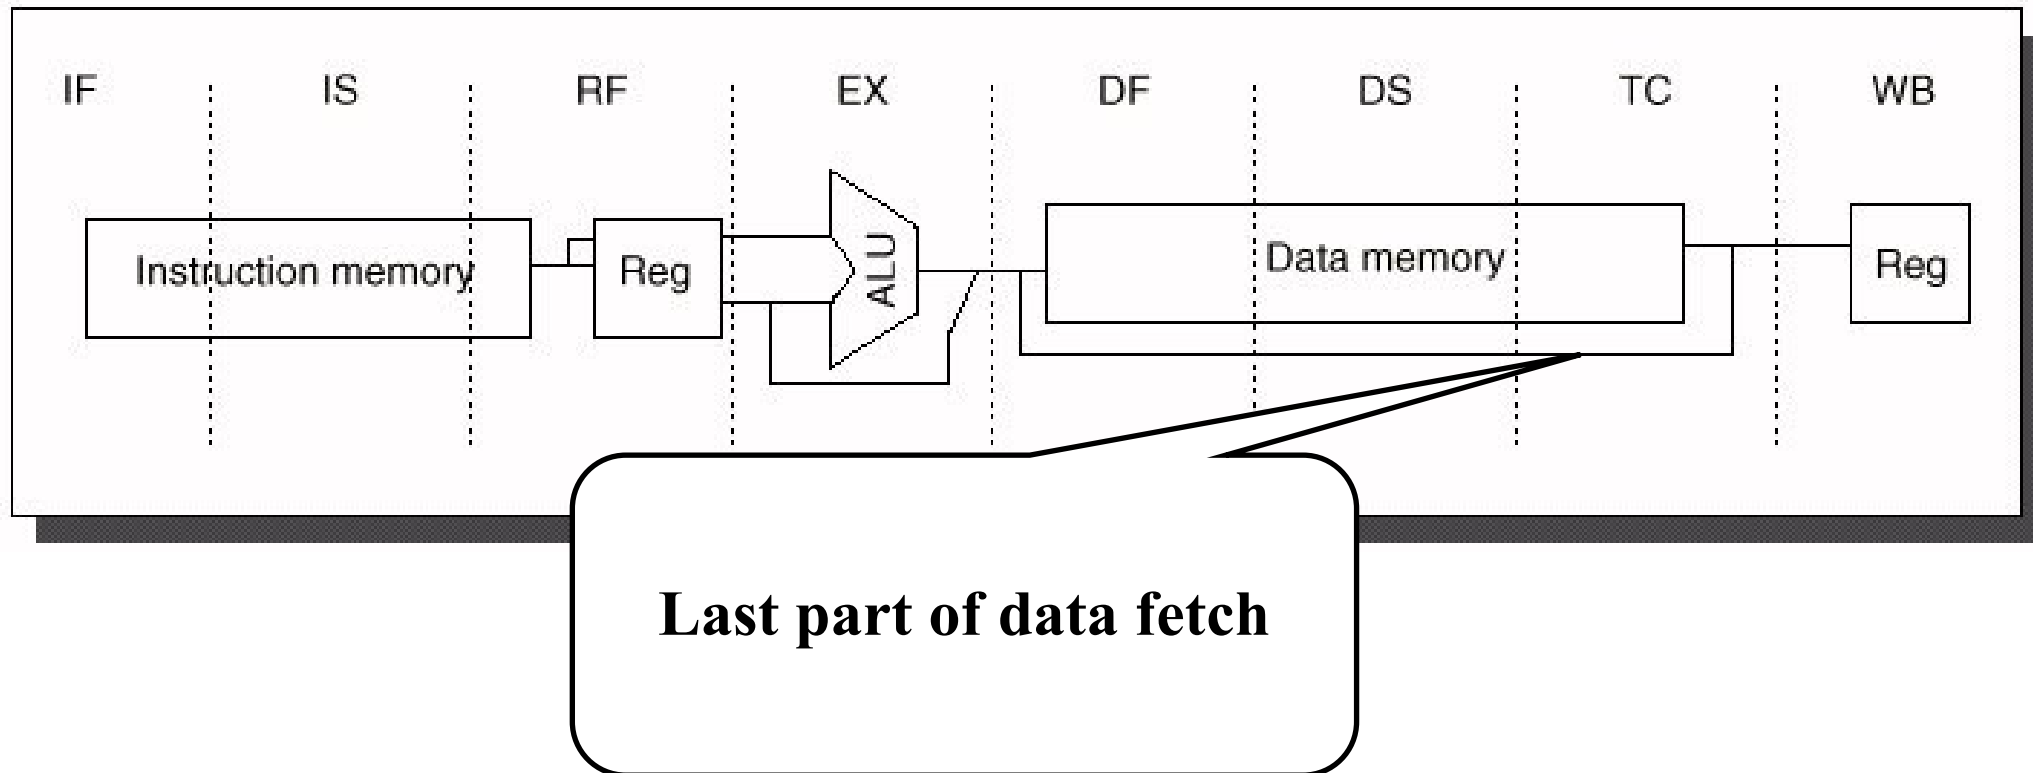 IF IS RF EX DF DS TC WB
Instruction memory Reg ALU Data memory Reg
Last part of data fetch